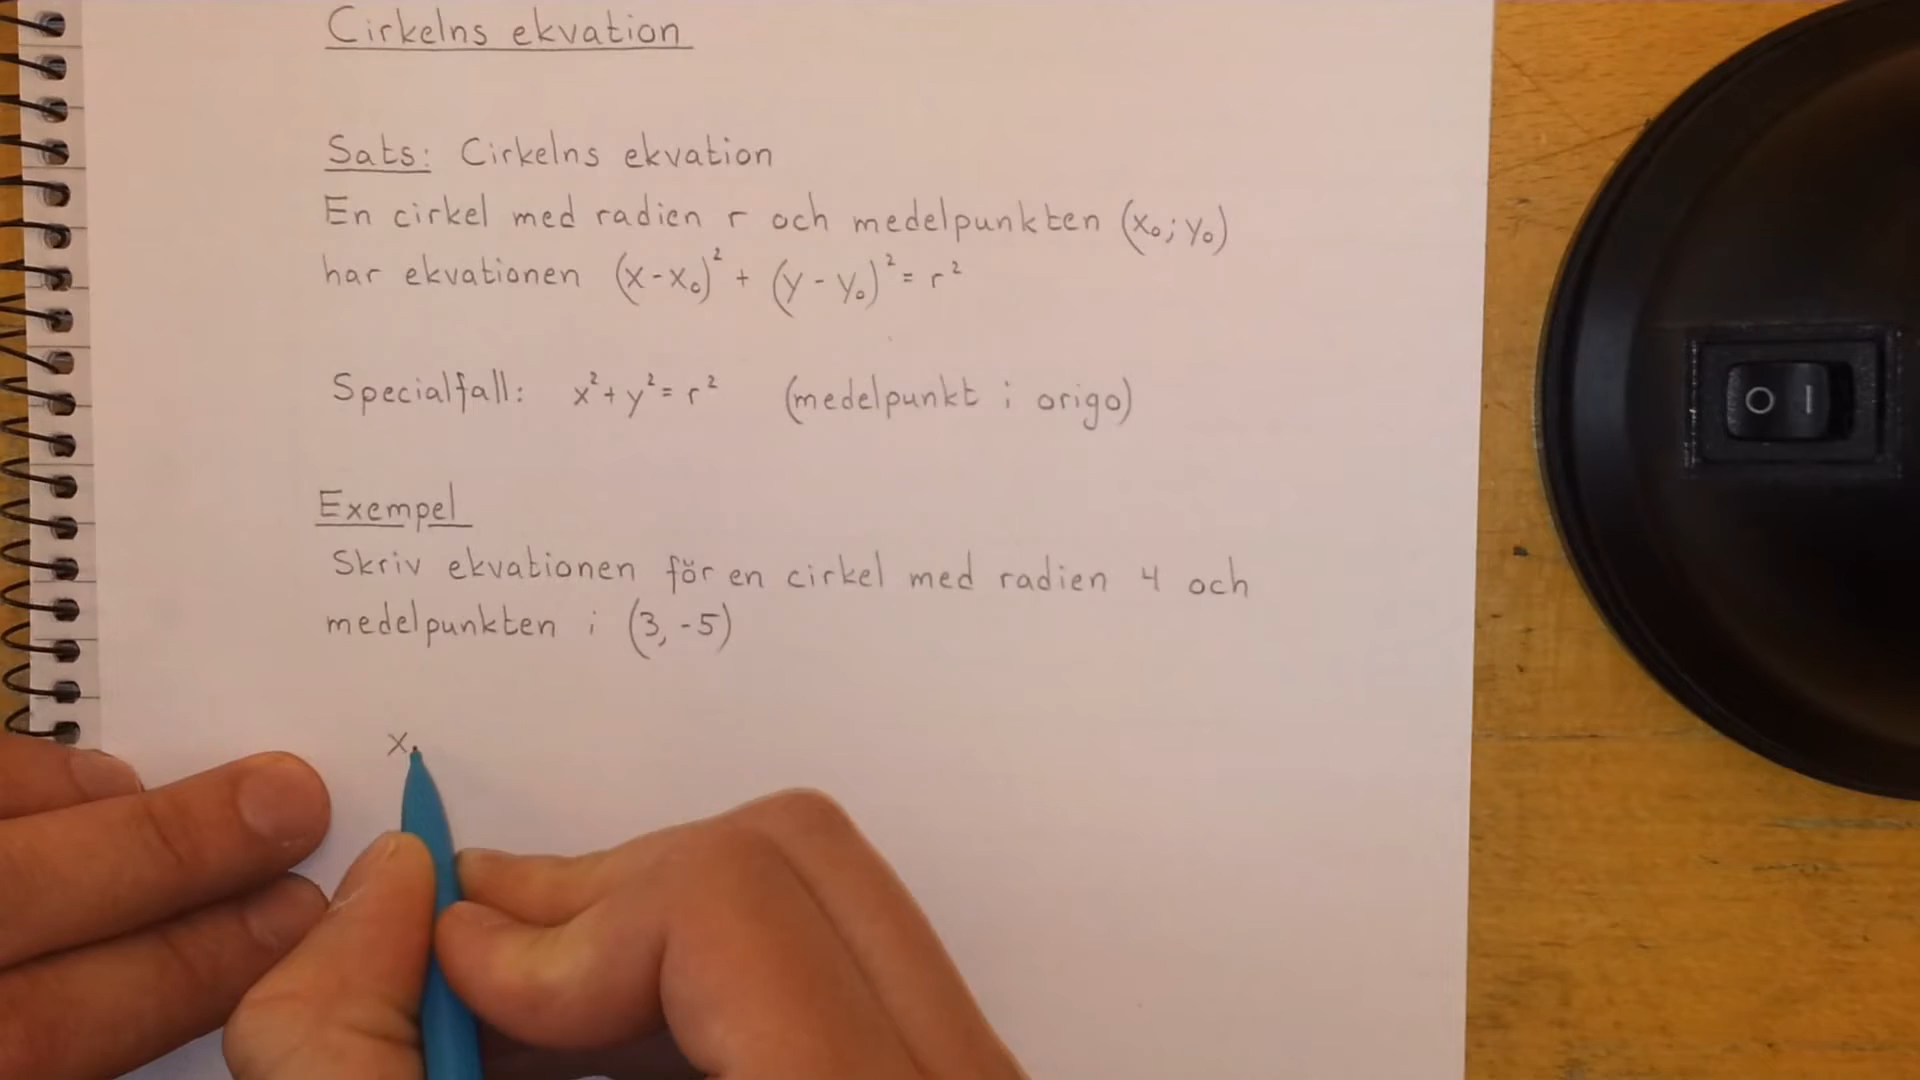 Cirkelns ekvation
Sats: Cirkelns ekvation
En cirkel med radien r och medelpunkten (x₀; y₀)
har ekvationen (x-x₀)² + (y - y₀)² = r²
Specialfall: x² + y² = r² (medelpunkt i origo)
Exempel
Skriv ekvationen för en cirkel med radien 4 och
medelpunkten i (3, -5)
x
O |